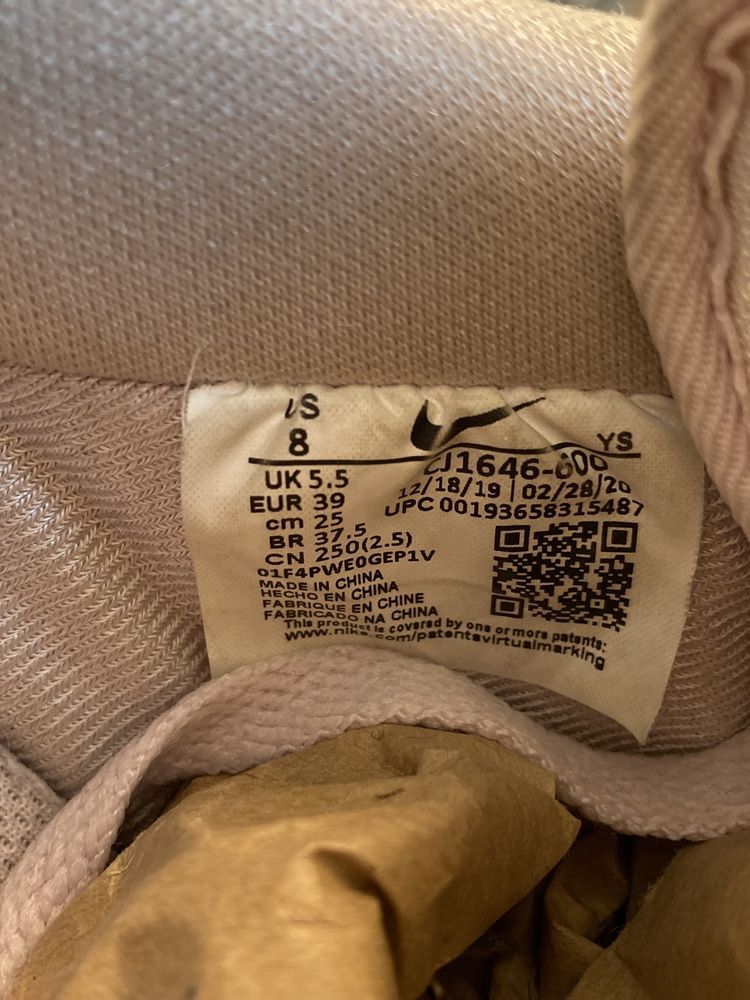 US
8
YS
UK 5.5
EUR 39
cm 25
BR 37.5
CN 250(2.5)
01F4PWE0GEP1V
CJ1646-600
12/18/19 | 02/28/20
UPC 00193658315487
MADE IN CHINA
HECHO EN CHINA
FABRIQUE EN CHINE
FABRICADO NA CHINA
This product is covered by one or more patents:
www.nike.com/patentsvirtualmarking